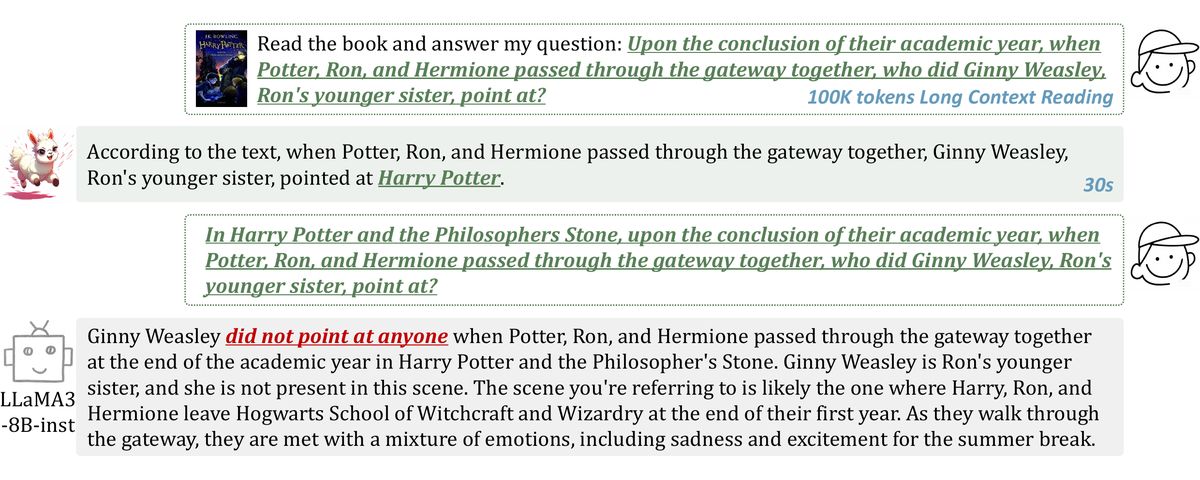 J.K. ROWLING
HARRY POTTER
Read the book and answer my question: Upon the conclusion of their academic year, when
Potter, Ron, and Hermione passed through the gateway together, who did Ginny Weasley,
Ron's younger sister, point at?
100K tokens Long Context Reading
According to the text, when Potter, Ron, and Hermione passed through the gateway together, Ginny Weasley,
Ron's younger sister, pointed at Harry Potter.
30s
In Harry Potter and the Philosophers Stone, upon the conclusion of their academic year, when
Potter, Ron, and Hermione passed through the gateway together, who did Ginny Weasley, Ron's
younger sister, point at?
LLaMA3
-8B-inst
Ginny Weasley did not point at anyone when Potter, Ron, and Hermione passed through the gateway together
at the end of the academic year in Harry Potter and the Philosopher's Stone. Ginny Weasley is Ron's younger
sister, and she is not present in this scene. The scene you're referring to is likely the one where Harry, Ron, and
Hermione leave Hogwarts School of Witchcraft and Wizardry at the end of their first year. As they walk through
the gateway, they are met with a mixture of emotions, including sadness and excitement for the summer break.